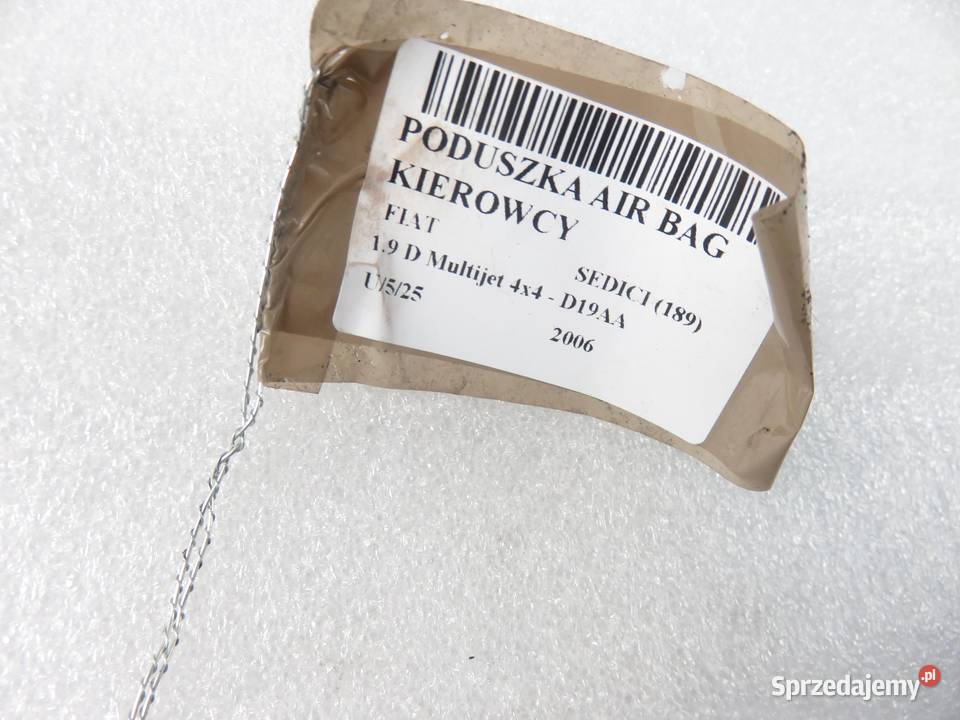 PODUSZKA AIR BAG
KIEROWCY
FIAT
SEDICI (189)
1.9 D Multijet 4x4 - D19AA
U/5/25
2006
Sprzedajemy.pl